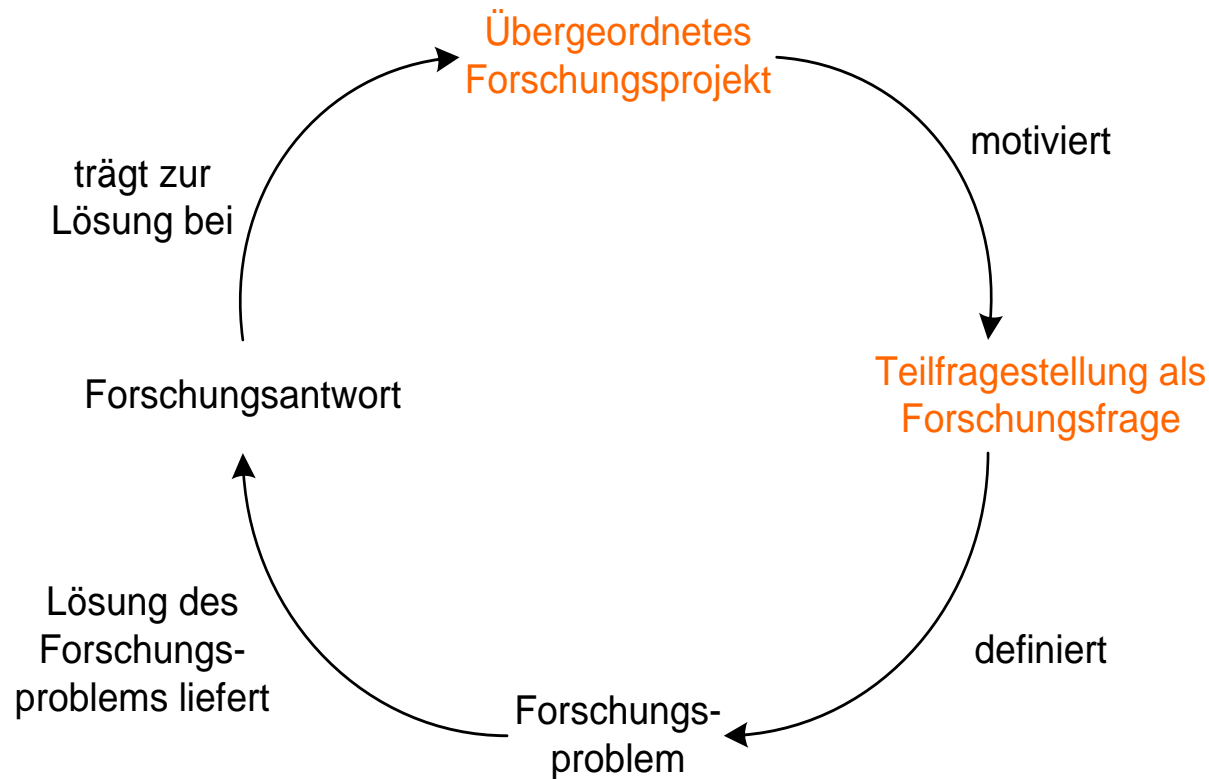 Übergeordnetes
Forschungsprojekt
motiviert
Teilfragestellung als
Forschungsfrage
definiert
Forschungs-
problem
Lösung des
Forschungs-
problems liefert
Forschungsantwort
trägt zur
Lösung bei